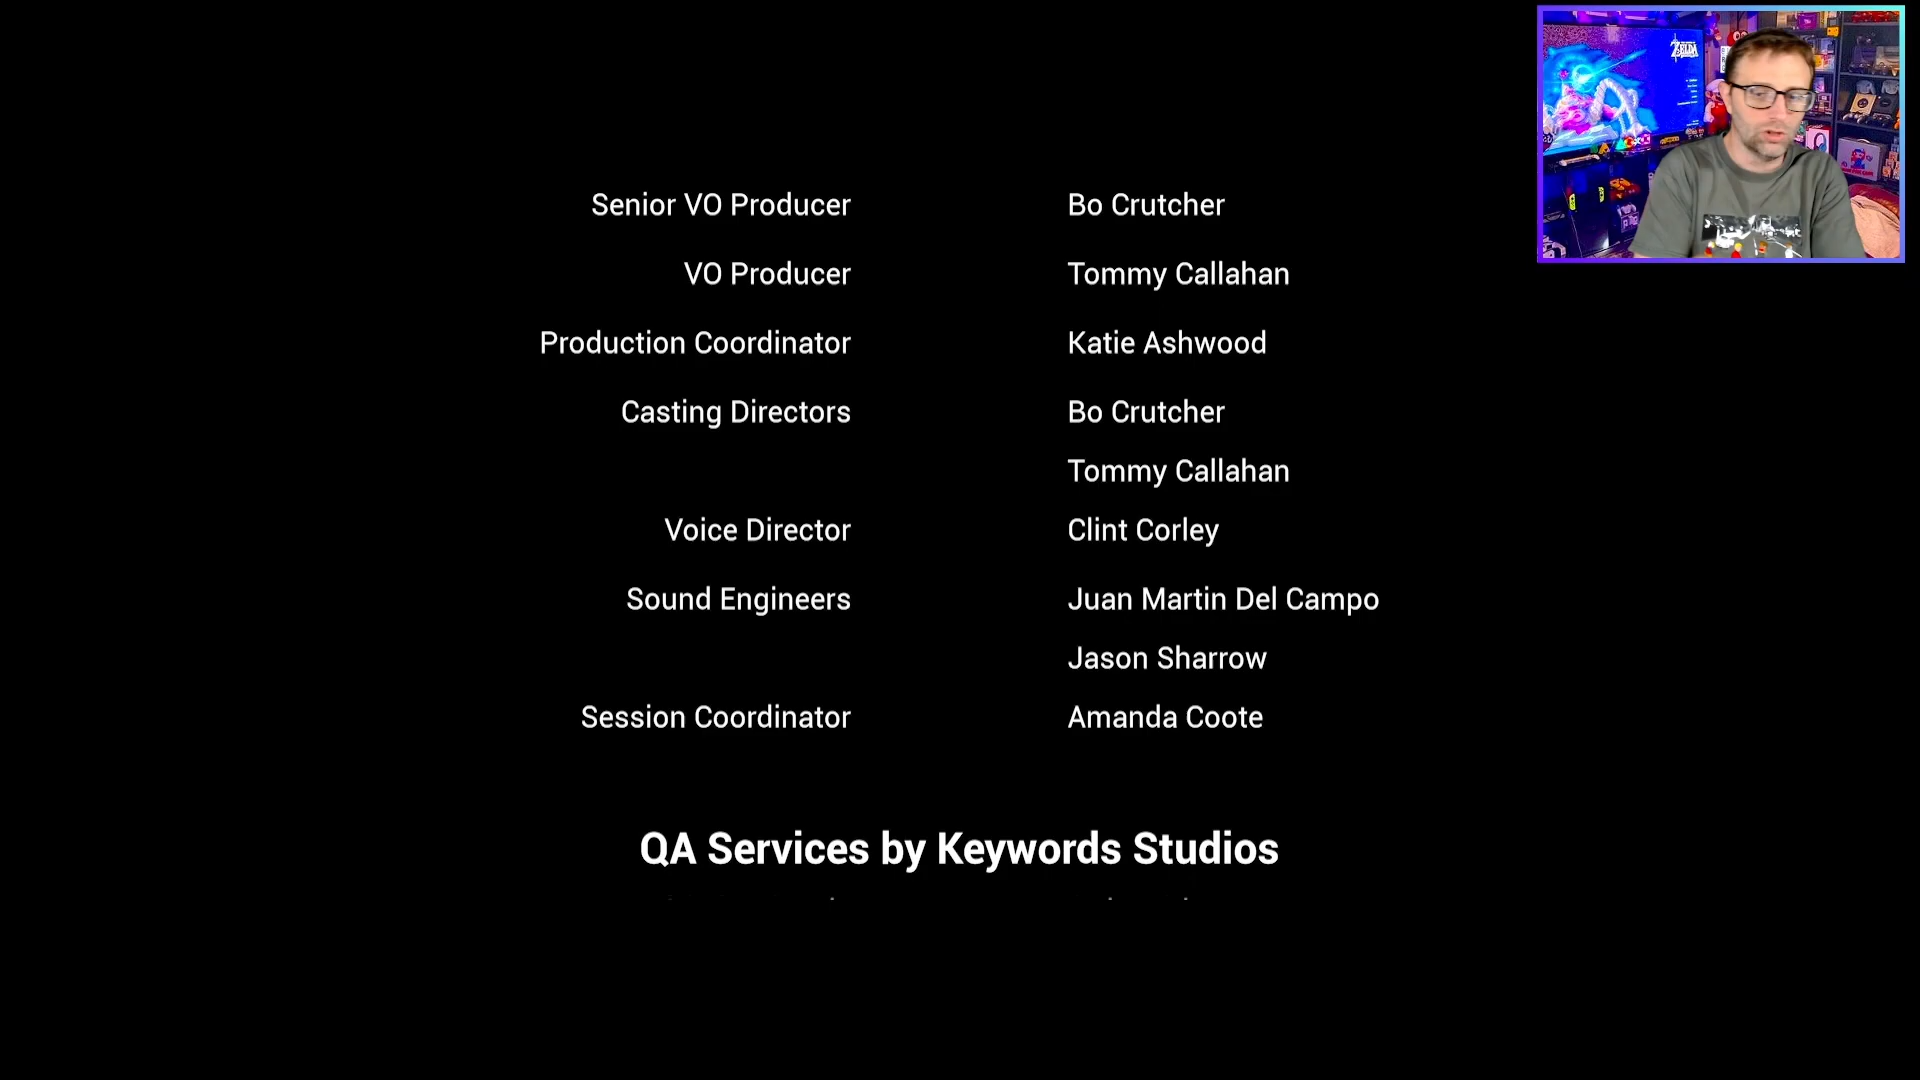 ZELDA
Senior VO Producer Bo Crutcher
VO Producer Tommy Callahan
Production Coordinator Katie Ashwood
Casting Directors Bo Crutcher
Tommy Callahan
Voice Director Clint Corley
Sound Engineers Juan Martin Del Campo
Jason Sharrow
Session Coordinator Amanda Coote
QA Services by Keywords Studios